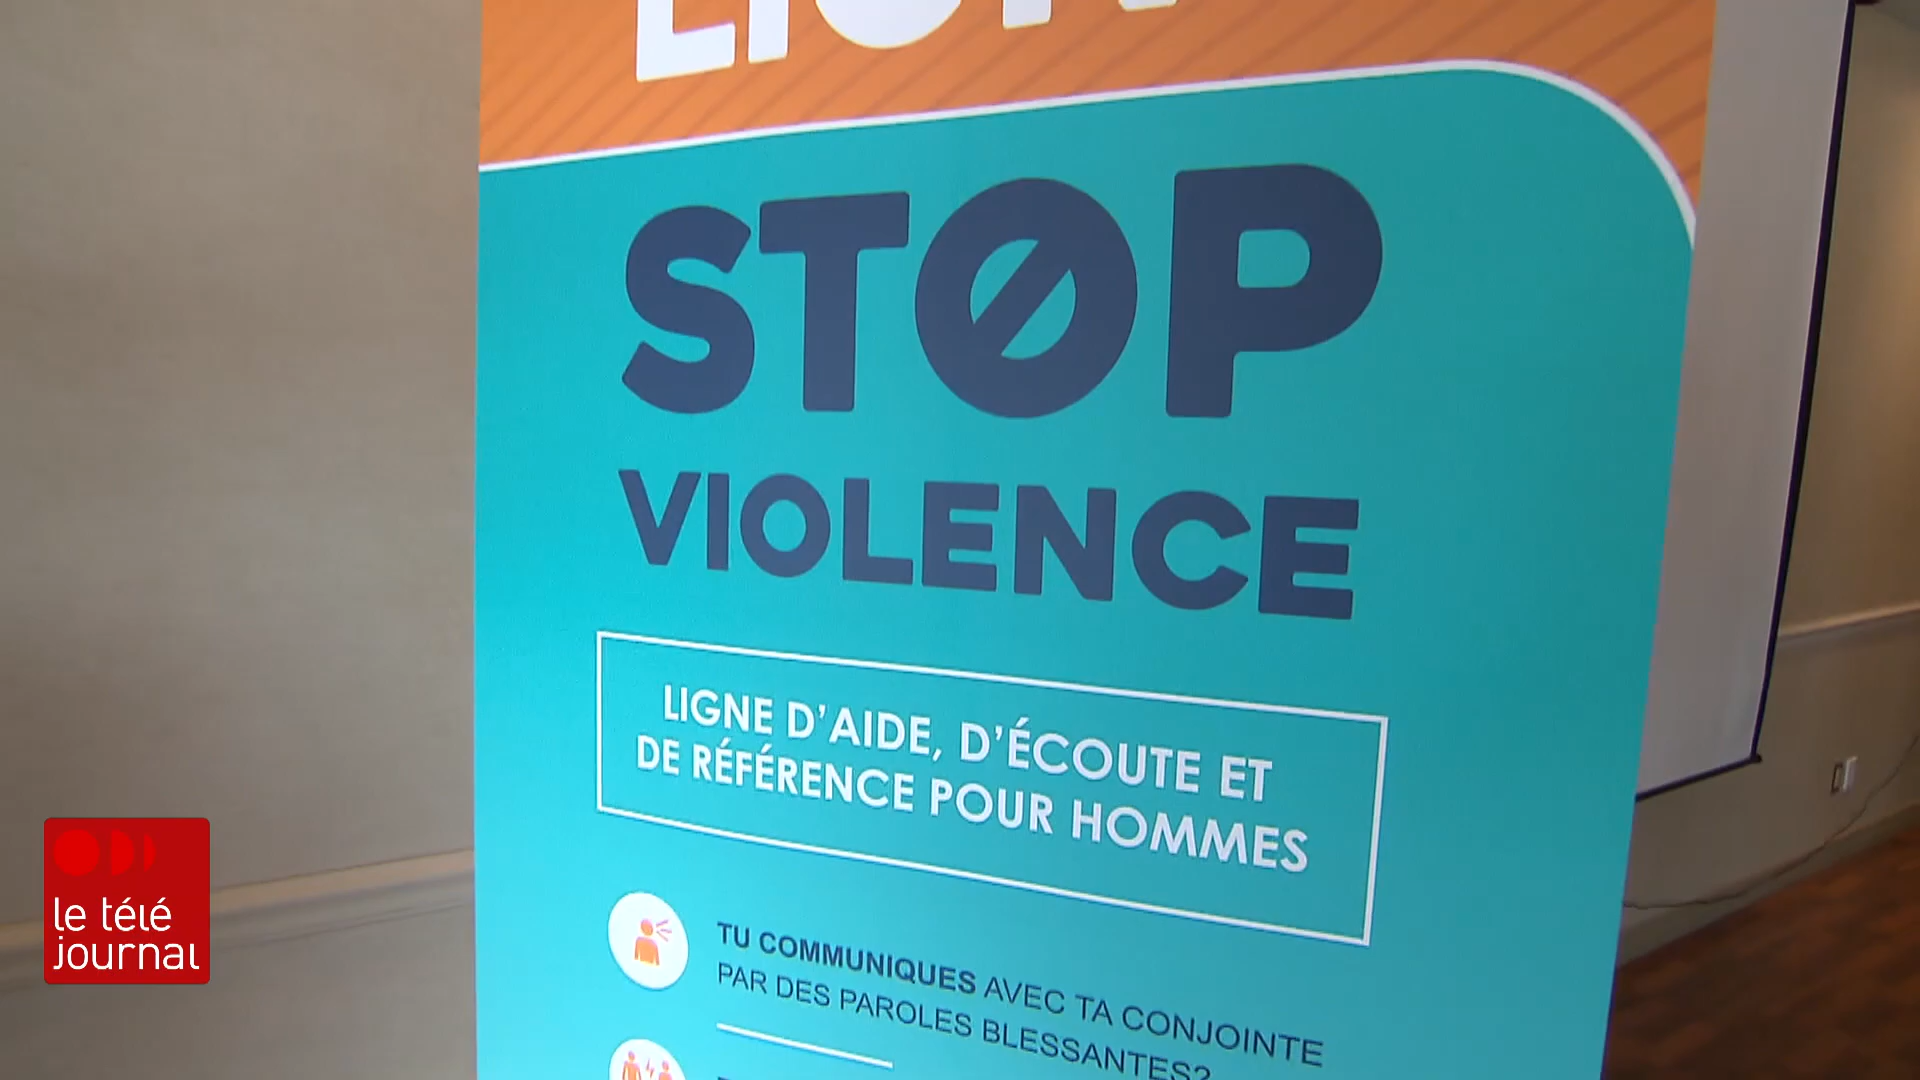 STOP
VIOLENCE
LIGNE D'AIDE, D'ÉCOUTE ET
DE RÉFÉRENCE POUR HOMMES
TU COMMUNIQUES AVEC TA CONJOINTE
PAR DES PAROLES BLESSANTES?
le télé
journal